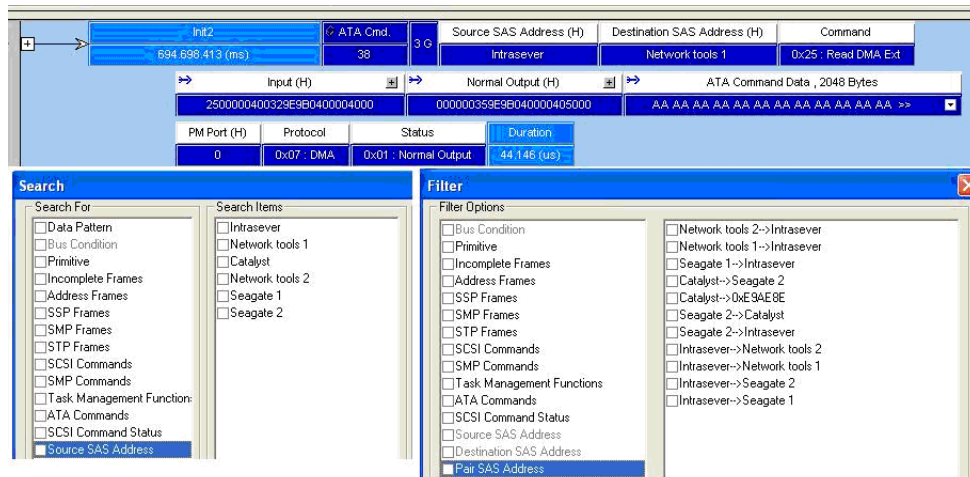 Init2 ATA Cmd. 3 G Source SAS Address (H) Destination SAS Address (H) Command
694.698.413 (ms) 38 Intrasever Network tools 1 0x25 : Read DMA Ext
Input (H) Normal Output (H) ATA Command Data , 2048 Bytes
2500000400329E9B0400004000 000000359E9B040000405000 AA AA AA AA AA AA AA AA AA AA AA AA >>
PM Port (H) Protocol Status Duration
0 0x07 : DMA 0x01 : Normal Output 44.146 (us)
Search
Search For
Data Pattern
Bus Condition
Primitive
Incomplete Frames
Address Frames
SSP Frames
SMP Frames
STP Frames
SCSI Commands
SMP Commands
Task Management Function:
ATA Commands
SCSI Command Status
Source SAS Address
Search Items
Intrasever
Network tools 1
Catalyst
Network tools 2
Seagate 1
Seagate 2
Filter
Filter Options
Bus Condition
Primitive
Incomplete Frames
Address Frames
SSP Frames
SMP Frames
STP Frames
SCSI Commands
SMP Commands
Task Management Functions
ATA Commands
SCSI Command Status
Source SAS Address
Destination SAS Address
Pair SAS Address
Network tools 2-->Intrasever
Network tools 1-->Intrasever
Seagate 1-->Intrasever
Catalyst-->Seagate 2
Catalyst-->0xE9AE8E
Seagate 2-->Catalyst
Seagate 2-->Intrasever
Intrasever-->Network tools 2
Intrasever-->Network tools 1
Intrasever-->Seagate 2
Intrasever-->Seagate 1